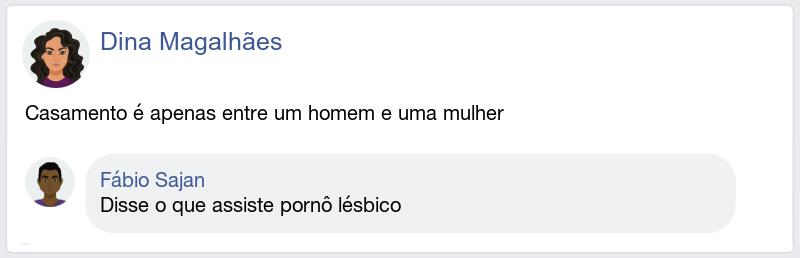 Dina Magalhães
Casamento é apenas entre um homem e uma mulher
Fábio Sajan
Disse o que assiste pornô lésbico